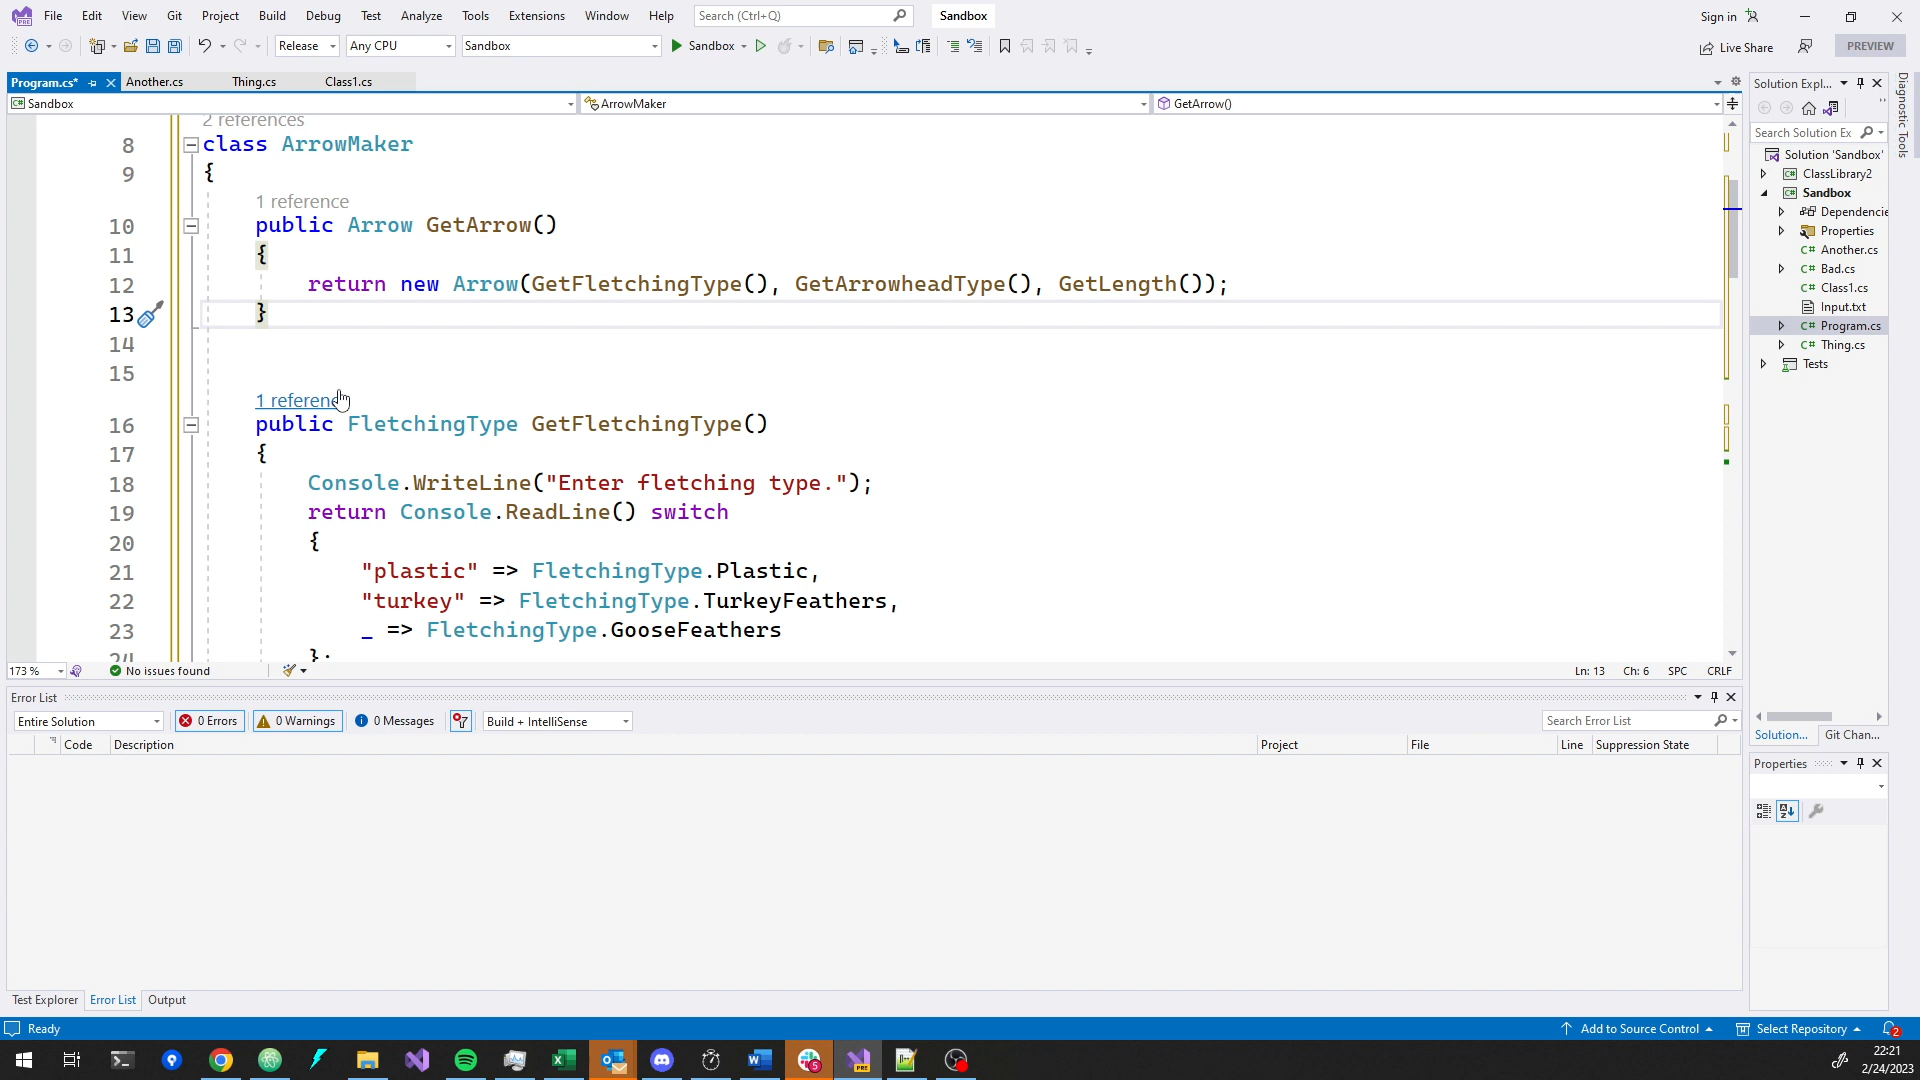 File Edit View Git Project Build Debug Test Analyze Tools Extensions Window Help Search (Ctrl+Q) Sandbox Sign in
Release Any CPU Sandbox Sandbox Live Share PREVIEW
Program.cs* Another.cs Thing.cs Class1.cs
Sandbox ArrowMaker GetArrow()
2 references
8 class ArrowMaker
9 {
1 reference
10 public Arrow GetArrow()
11 {
12 return new Arrow(GetFletchingType(), GetArrowheadType(), GetLength());
13 }
14
15
1 reference
16 public FletchingType GetFletchingType()
17 {
18 Console.WriteLine("Enter fletching type.");
19 return Console.ReadLine() switch
20 {
21 "plastic" => FletchingType.Plastic,
22 "turkey" => FletchingType.TurkeyFeathers,
23 _ => FletchingType.GooseFeathers
24 };
173 % No issues found Ln: 13 Ch: 6 SPC CRLF
Error List
Entire Solution 0 Errors 0 Warnings 0 Messages Build + IntelliSense Search Error List
Code Description Project File Line Suppression State
Test Explorer Error List Output
Solution Expl...
Search Solution Ex
Solution 'Sandbox'
ClassLibrary2
Sandbox
Dependencie
Properties
Another.cs
Bad.cs
Class1.cs
Input.txt
Program.cs
Thing.cs
Tests
Solution... Git Chan...
Properties
Diagnostic Tools
Ready Add to Source Control Select Repository 2
PRE 5
22:21
2/24/2023